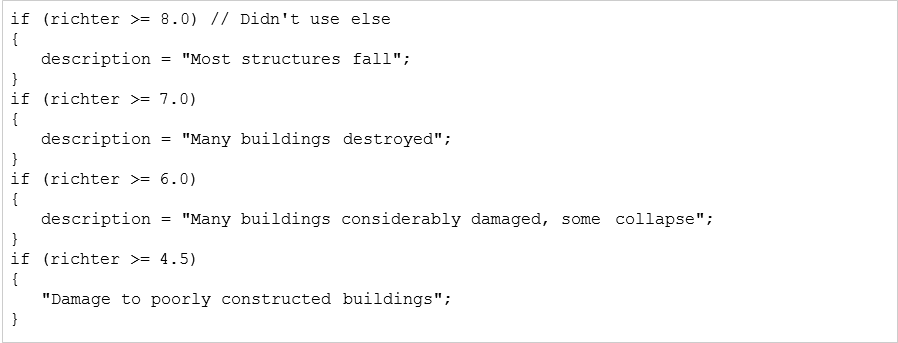 if (richter >= 8.0) // Didn't use else
{
   description = "Most structures fall";
}
if (richter >= 7.0)
{
   description = "Many buildings destroyed";
}
if (richter >= 6.0)
{
   description = "Many buildings considerably damaged, some collapse";
}
if (richter >= 4.5)
{
   "Damage to poorly constructed buildings";
}